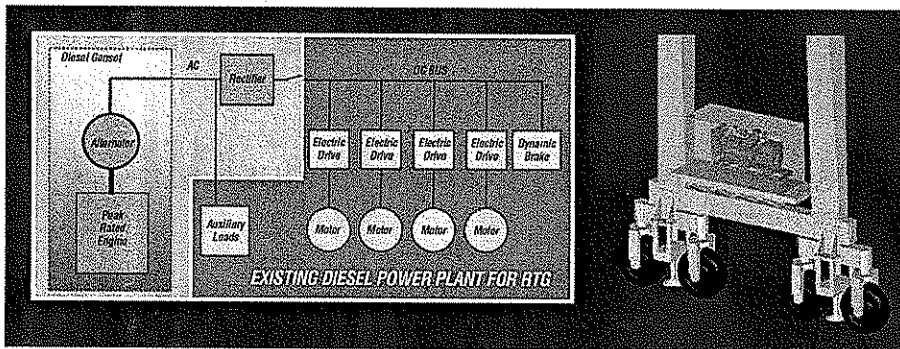 Diesel Genset
AC
Rectifier
DC BUS
Alternator
Electric Drive
Electric Drive
Electric Drive
Electric Drive
Dynamic Brake
Peak Rated Engine
Auxiliary Loads
Motor
Motor
Motor
Motor
EXISTING DIESEL POWER PLANT FOR RTG